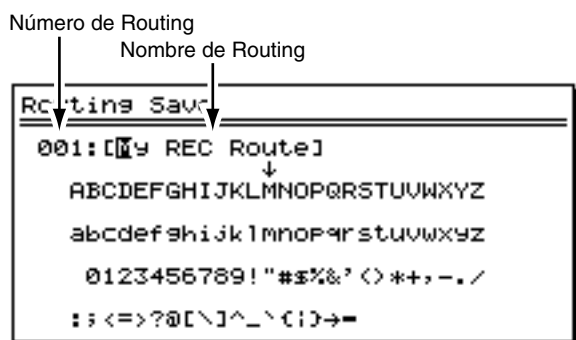 Número de Routing
Nombre de Routing
Routing Save
001:[My REC Route]
↓
ABCDEFGHIJKLMNOPQRSTUVWXYZ
abcdefghijklmnopqrstuvwxyz
0123456789!"#$%&'()*+,-./
:;<=>?@[\]^_`{|}→←